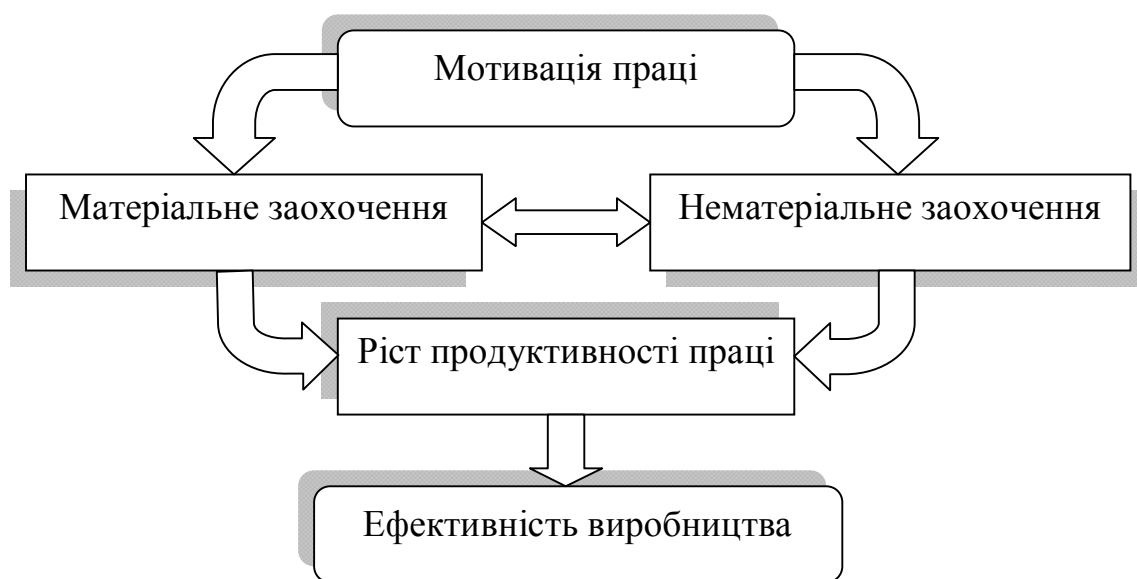 Мотивація праці
Матеріальне заохочення
Нематеріальне заохочення
Ріст продуктивності праці
Ефективність виробництва